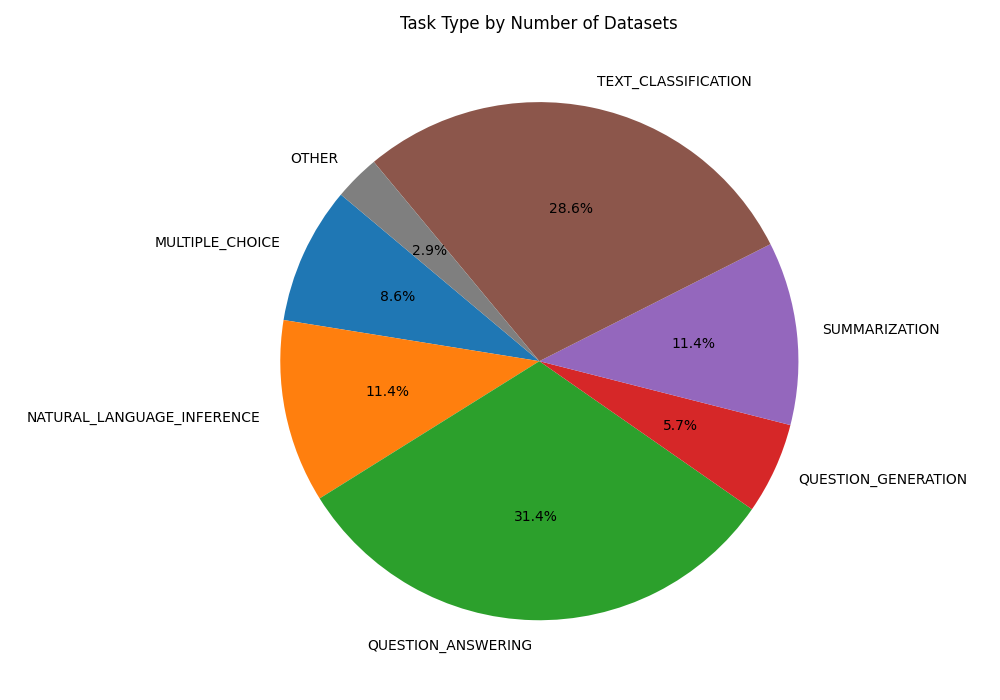 Task Type by Number of Datasets
TEXT_CLASSIFICATION
OTHER
28.6%
MULTIPLE_CHOICE
2.9%
8.6%
SUMMARIZATION
11.4%
11.4%
NATURAL_LANGUAGE_INFERENCE
5.7%
QUESTION_GENERATION
31.4%
QUESTION_ANSWERING